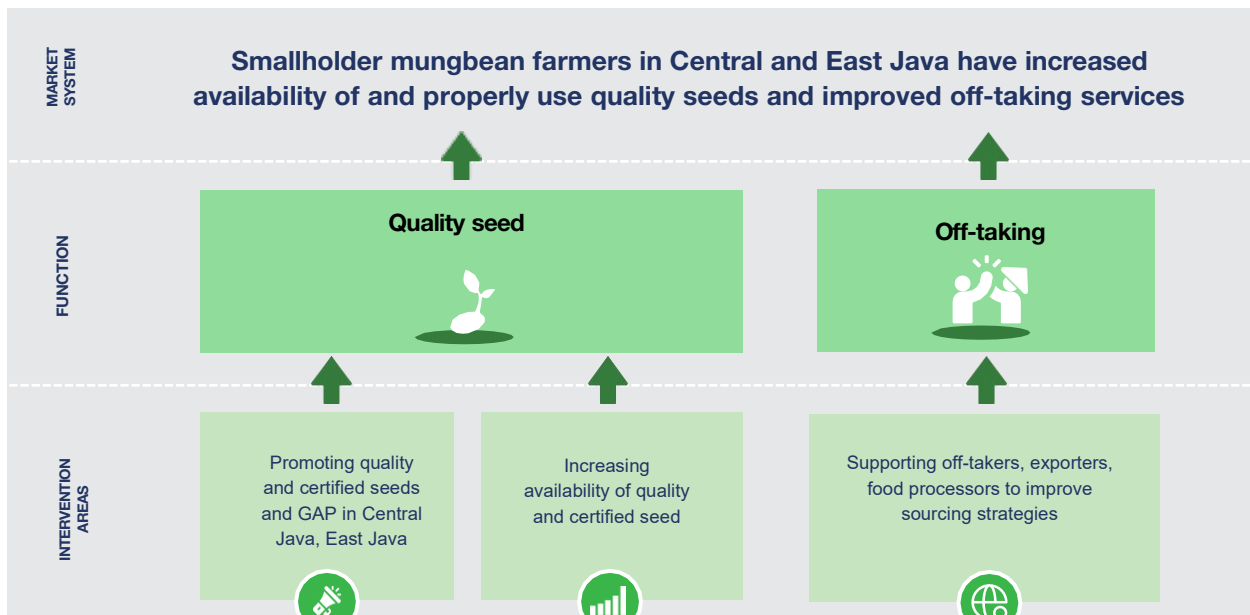 MARKET
SYSTEM
Smallholder mungbean farmers in Central and East Java have increased
availability of and properly use quality seeds and improved off-taking services
FUNCTION
Quality seed
Off-taking
INTERVENTION
AREAS
Promoting quality
and certified seeds
and GAP in Central
Java, East Java
Increasing
availability of quality
and certified seed
Supporting off-takers, exporters,
food processors to improve
sourcing strategies